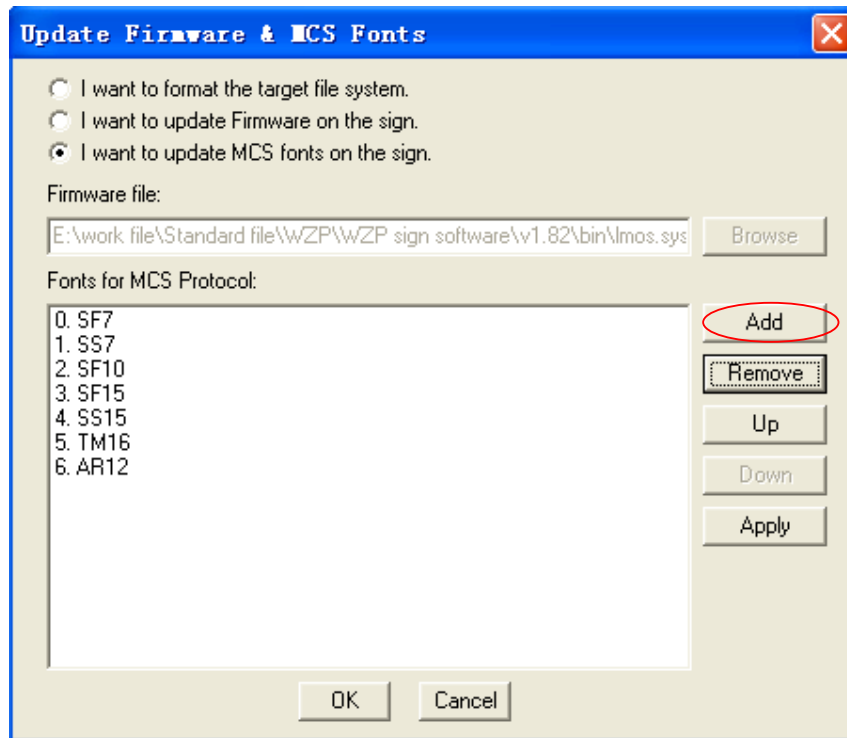 Update Firmware & MCS Fonts
I want to format the target file system.
I want to update Firmware on the sign.
I want to update MCS fonts on the sign.
Firmware file:
E:\work file\Standard file\WZP\WZP sign software\v1.82\bin\lmos.sys
Browse
Fonts for MCS Protocol:
0. SF7
1. SS7
2. SF10
3. SF15
4. SS15
5. TM16
6. AR12
Add
Remove
Up
Down
Apply
OK
Cancel